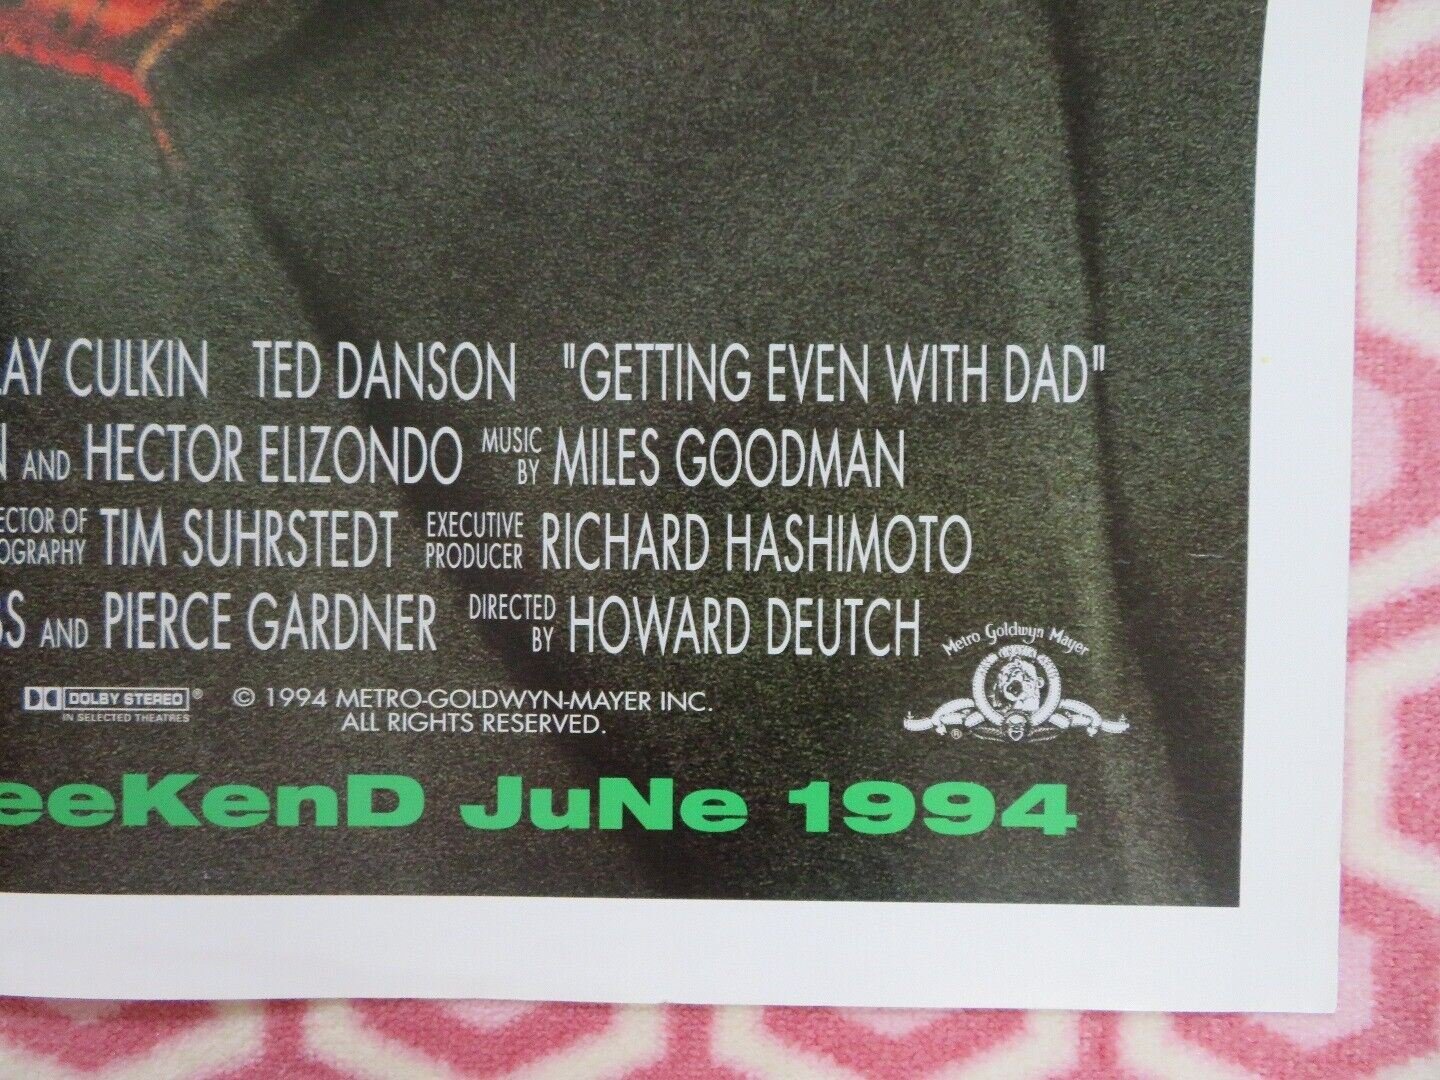 LAY CULKIN TED DANSON "GETTING EVEN WITH DAD"
N AND HECTOR ELIZONDO MUSIC BY MILES GOODMAN
ECTOR OF OGRAPHY TIM SUHRSTEDT EXECUTIVE PRODUCER RICHARD HASHIMOTO
BS AND PIERCE GARDNER DIRECTED BY HOWARD DEUTCH
Metro Goldwyn Mayer
DOLBY STEREO ® © 1994 METRO-GOLDWYN-MAYER INC.
IN SELECTED THEATRES ALL RIGHTS RESERVED. ®
eeKenD JuNe 1994